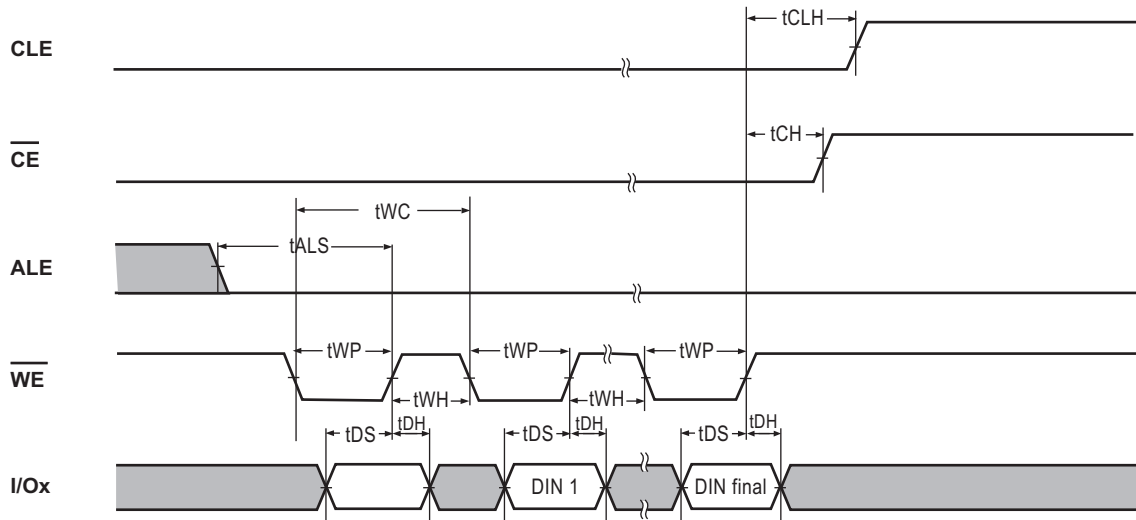 tCLH
CLE
tCH
CE
tWC
tALS
ALE
tWP tWP tWP
WE
tWH tWH
tDS tDH tDS tDH tDS tDH
I/Ox DIN 1 DIN final